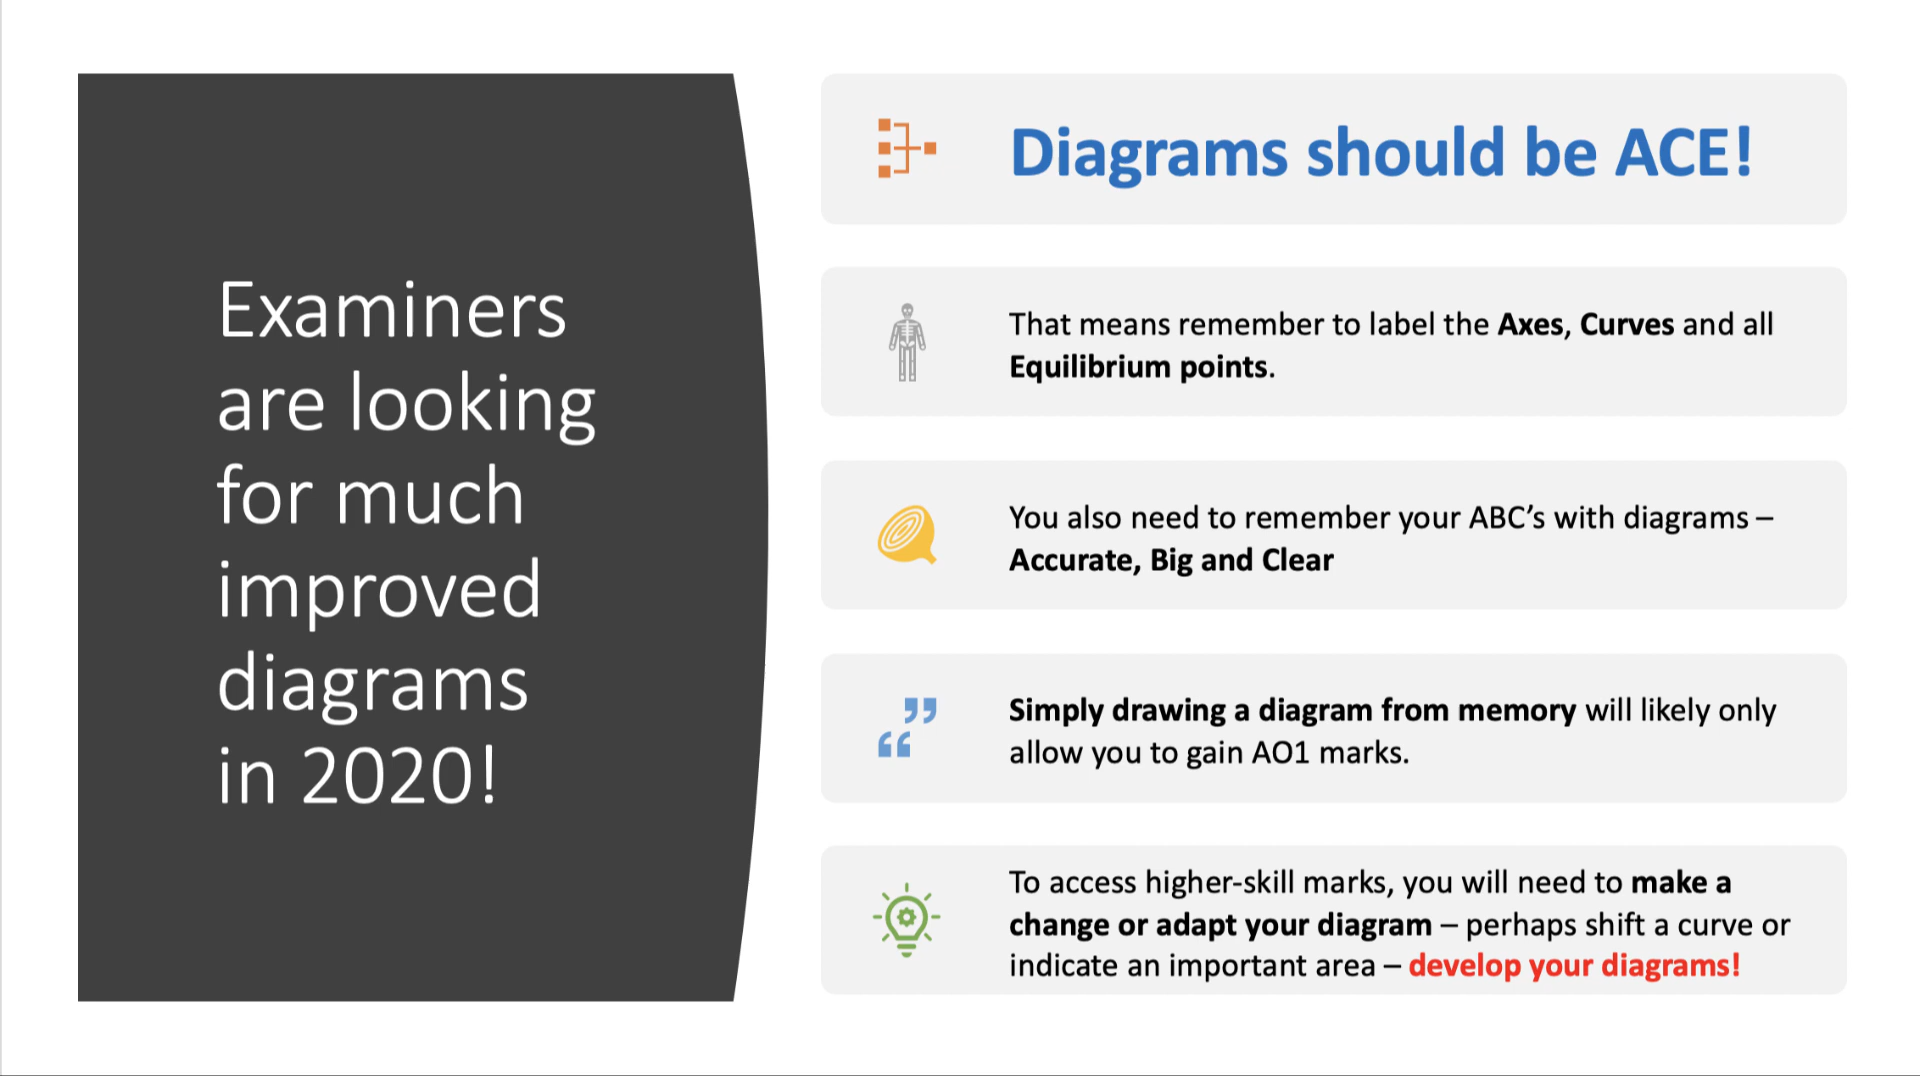 Examiners
are looking
for much
improved
diagrams
in 2020!
Diagrams should be ACE!
That means remember to label the Axes, Curves and all
Equilibrium points.
You also need to remember your ABC’s with diagrams –
Accurate, Big and Clear
Simply drawing a diagram from memory will likely only
allow you to gain AO1 marks.
To access higher-skill marks, you will need to make a
change or adapt your diagram – perhaps shift a curve or
indicate an important area – develop your diagrams!